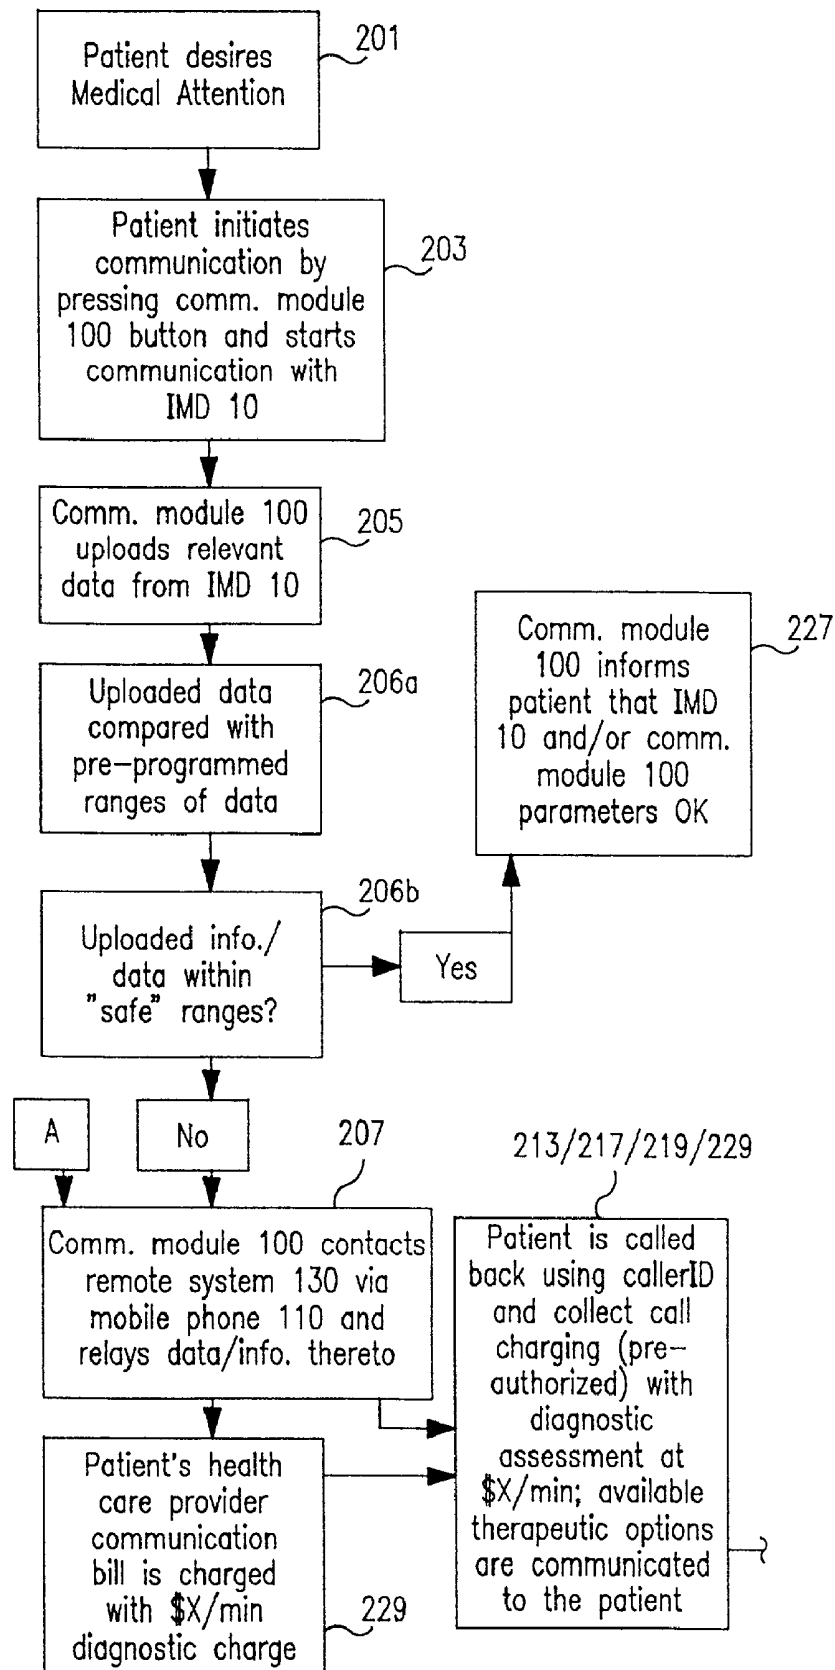 Patient desires
Medical Attention
201
Patient initiates
communication by
pressing comm. module
100 button and starts
communication with
IMD 10
203
Comm. module 100
uploads relevant
data from IMD 10
205
Uploaded data
compared with
pre-programmed
ranges of data
206a
Comm. module
100 informs
patient that IMD
10 and/or comm.
module 100
parameters OK
227
Uploaded info./
data within
"safe" ranges?
206b
Yes
A
No
Comm. module 100 contacts
remote system 130 via
mobile phone 110 and
relays data/info. thereto
207
213/217/219/229
Patient is called
back using callerID
and collect call
charging (pre-
authorized) with
diagnostic
assessment at
$X/min; available
therapeutic options
are communicated
to the patient
Patient's health
care provider
communication
bill is charged
with $X/min
diagnostic charge
229